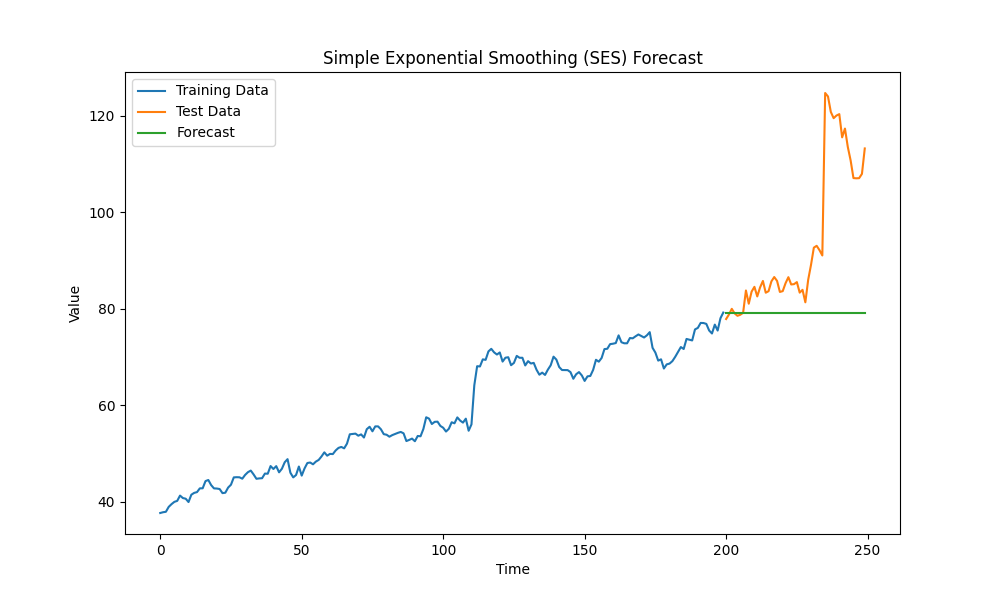 Simple Exponential Smoothing (SES) Forecast
Training Data
Test Data
Forecast
120
100
80
60
40
Value
0
50
100
150
200
250
Time